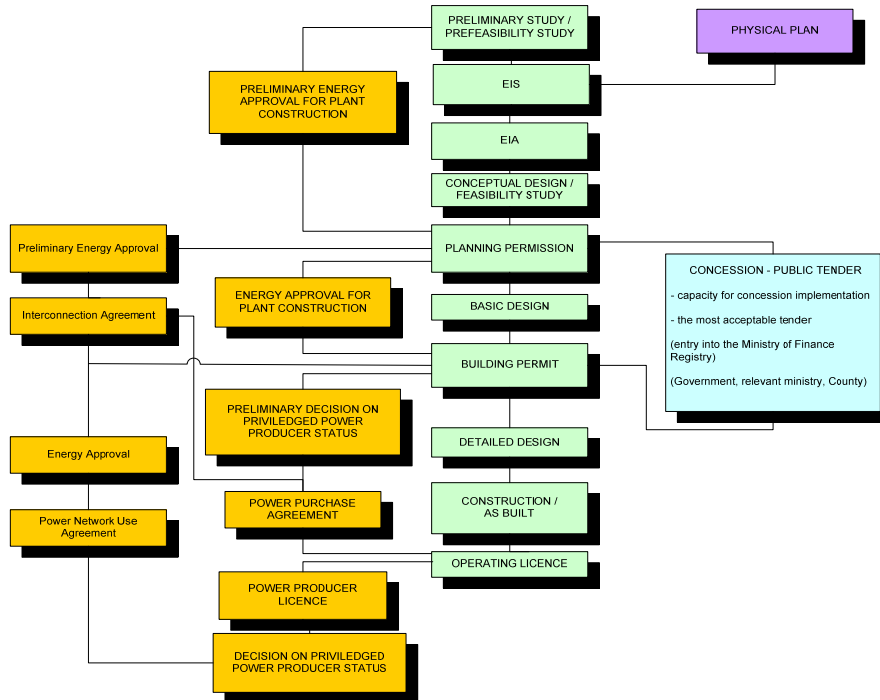 PRELIMINARY STUDY /
PREFEASIBILITY STUDY
PHYSICAL PLAN
EIS
PRELIMINARY ENERGY
APPROVAL FOR PLANT
CONSTRUCTION
EIA
CONCEPTUAL DESIGN /
FEASIBILITY STUDY
Preliminary Energy Approval
PLANNING PERMISSION
CONCESSION - PUBLIC TENDER
- capacity for concession implementation
- the most acceptable tender
(entry into the Ministry of Finance
Registry)
(Government, relevant ministry, County)
Interconnection Agreement
ENERGY APPROVAL FOR
PLANT CONSTRUCTION
BASIC DESIGN
BUILDING PERMIT
PRELIMINARY DECISION ON
PRIVILEDGED POWER
PRODUCER STATUS
DETAILED DESIGN
Energy Approval
POWER PURCHASE
AGREEMENT
CONSTRUCTION /
AS BUILT
Power Network Use
Agreement
OPERATING LICENCE
POWER PRODUCER
LICENCE
DECISION ON PRIVILEDGED
POWER PRODUCER STATUS